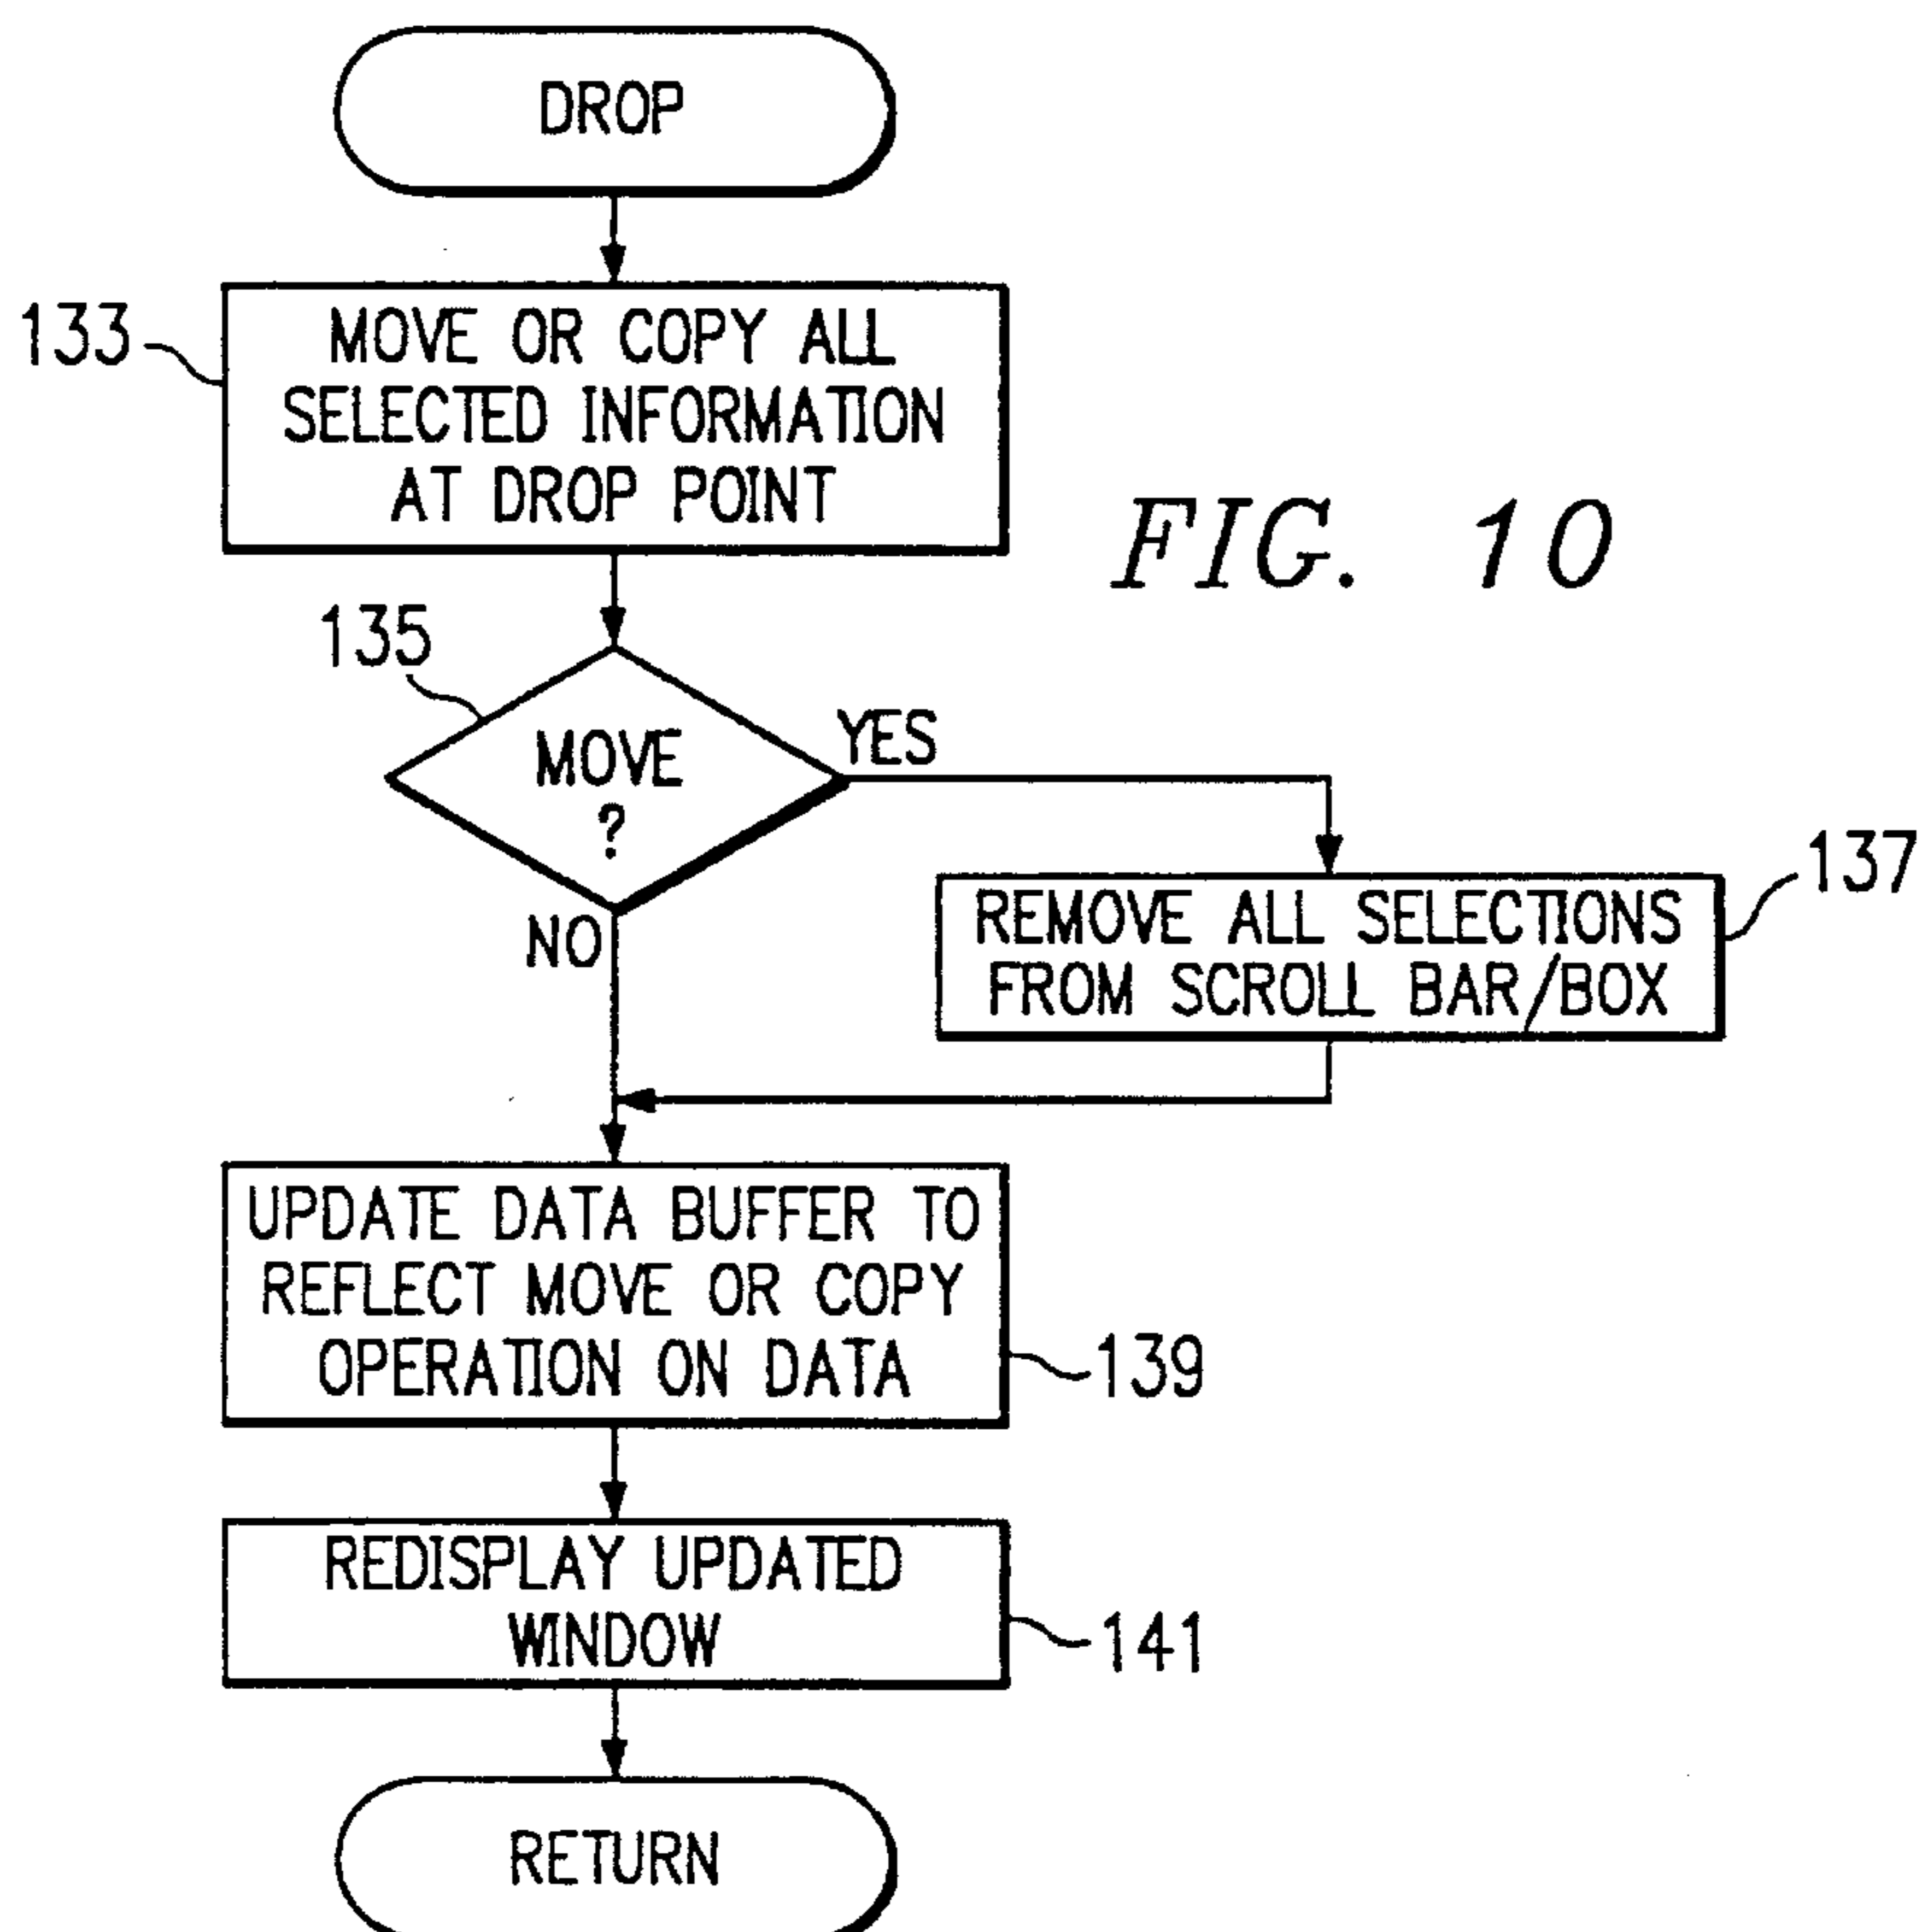 DROP
133
MOVE OR COPY ALL
SELECTED INFORMATION
AT DROP POINT
FIG. 10
135
MOVE
?
YES
NO
137
REMOVE ALL SELECTIONS
FROM SCROLL BAR/BOX
UPDATE DATA BUFFER TO
REFLECT MOVE OR COPY
OPERATION ON DATA
139
REDISPLAY UPDATED
WINDOW
141
RETURN